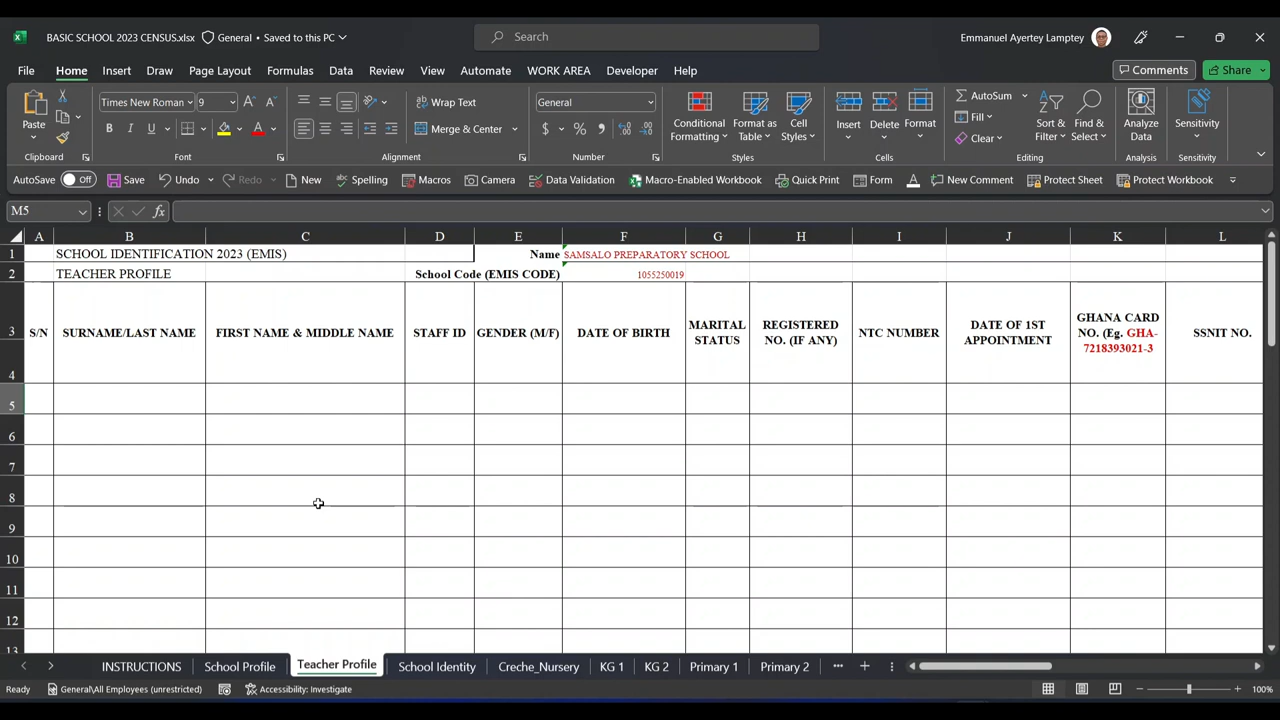 BASIC SCHOOL 2023 CENSUS.xlsx General • Saved to this PC Search Emmanuel Ayertey Lamptey
File Home Insert Draw Page Layout Formulas Data Review View Automate WORK AREA Developer Help Comments Share
Times New Roman 9 Wrap Text General AutoSum
Paste B I U A Merge & Center $ % Conditional Formatting Format as Table Cell Styles Insert Delete Format Fill Clear Sort & Filter Find & Select Analyze Data Sensitivity
Clipboard Font Alignment Number Styles Cells Editing Analysis Sensitivity
AutoSave Off Save Undo Redo New Spelling Macros Camera Data Validation Macro-Enabled Workbook Quick Print Form A New Comment Protect Sheet Protect Workbook
M5 fx
A B C D E F G H I J K L
1 SCHOOL IDENTIFICATION 2023 (EMIS) Name SAMSALO PREPARATORY SCHOOL
2 TEACHER PROFILE School Code (EMIS CODE) 1055250019
3 S/N SURNAME/LAST NAME FIRST NAME & MIDDLE NAME STAFF ID GENDER (M/F) DATE OF BIRTH MARITAL STATUS REGISTERED NO. (IF ANY) NTC NUMBER DATE OF 1ST APPOINTMENT GHANA CARD NO. (Eg. GHA-7218393021-3 SSNIT NO.
4
5
6
7
8
9
10
11
12
13
INSTRUCTIONS School Profile Teacher Profile School Identity Creche_Nursery KG 1 KG 2 Primary 1 Primary 2
Ready General\All Employees (unrestricted) Accessibility: Investigate 100%